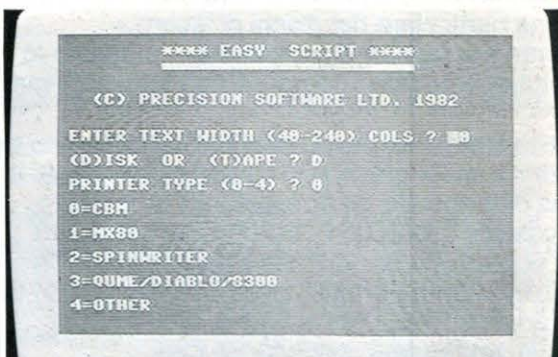 **** EASY SCRIPT ****
(C) PRECISION SOFTWARE LTD. 1982
ENTER TEXT WIDTH (40-240) COLS ? 0
(D)ISK OR (T)APE ? D
PRINTER TYPE (0-4) ? 0
0=CBM
1=MX80
2=SPINWRITER
3=QUME/DIABLO/8300
4=OTHER